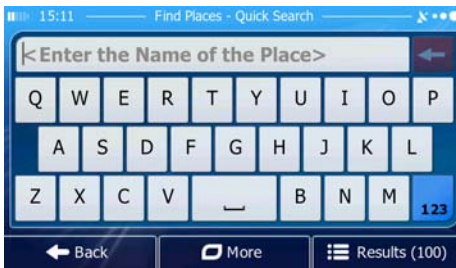 15:11 Find Places - Quick Search
<Enter the Name of the Place>
Q W E R T Y U I O P
A S D F G H J K L
Z X C V B N M 123
Back More Results (100)